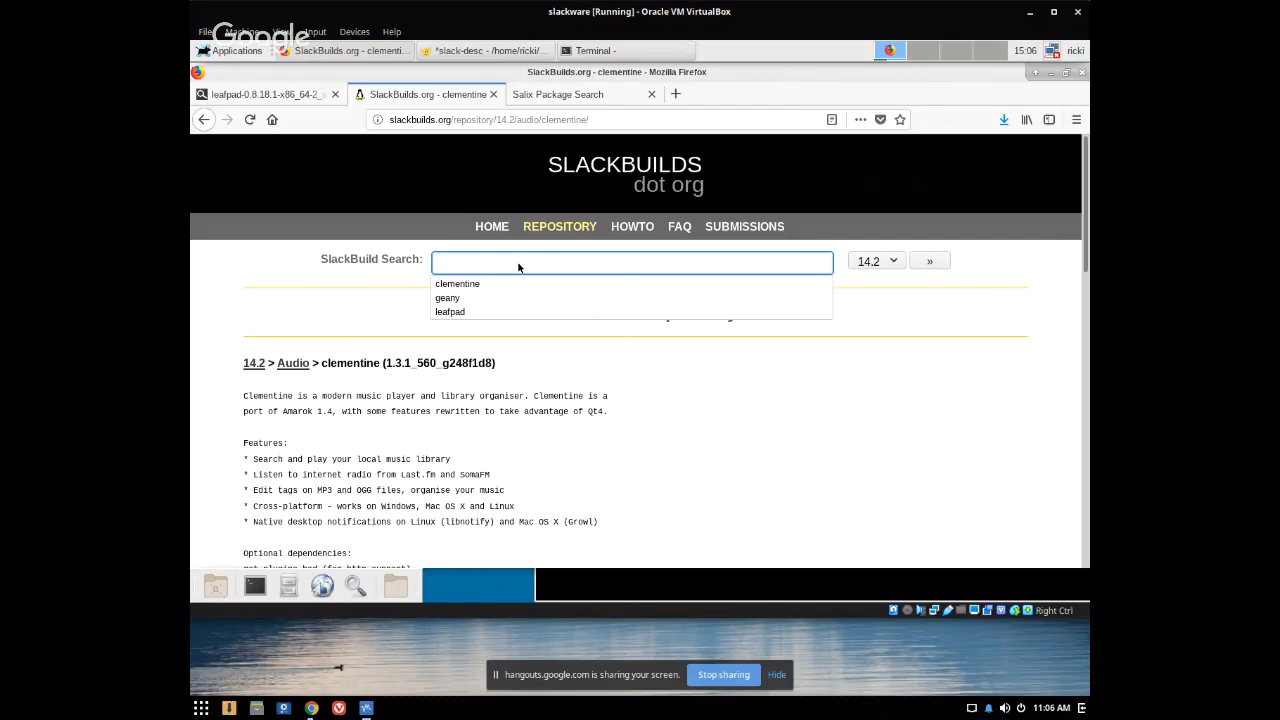 slackware [Running] - Oracle VM VirtualBox
File Machine View Input Devices Help
Google
Applications SlackBuilds.org - clementi... *slack-desc - /home/ricki/... Terminal - 15:06 ricki
SlackBuilds.org - clementine - Mozilla Firefox
leafpad-0.8.18.1-x86_64-2_s SlackBuilds.org - clementine Salix Package Search
slackbuilds.org/repository/14.2/audio/clementine/
SLACKBUILDS
dot org
HOME REPOSITORY HOWTO FAQ SUBMISSIONS
SlackBuild Search: 14.2 »
clementine
geany
leafpad
14.2 > Audio > clementine (1.3.1_560_g248f1d8)
Clementine is a modern music player and library organiser. Clementine is a
port of Amarok 1.4, with some features rewritten to take advantage of Qt4.
Features:
* Search and play your local music library
* Listen to internet radio from Last.fm and SomaFM
* Edit tags on MP3 and OGG files, organise your music
* Cross-platform - works on Windows, Mac OS X and Linux
* Native desktop notifications on Linux (libnotify) and Mac OS X (Growl)
Optional dependencies:
Right Ctrl
hangouts.google.com is sharing your screen. Stop sharing Hide
11:06 AM